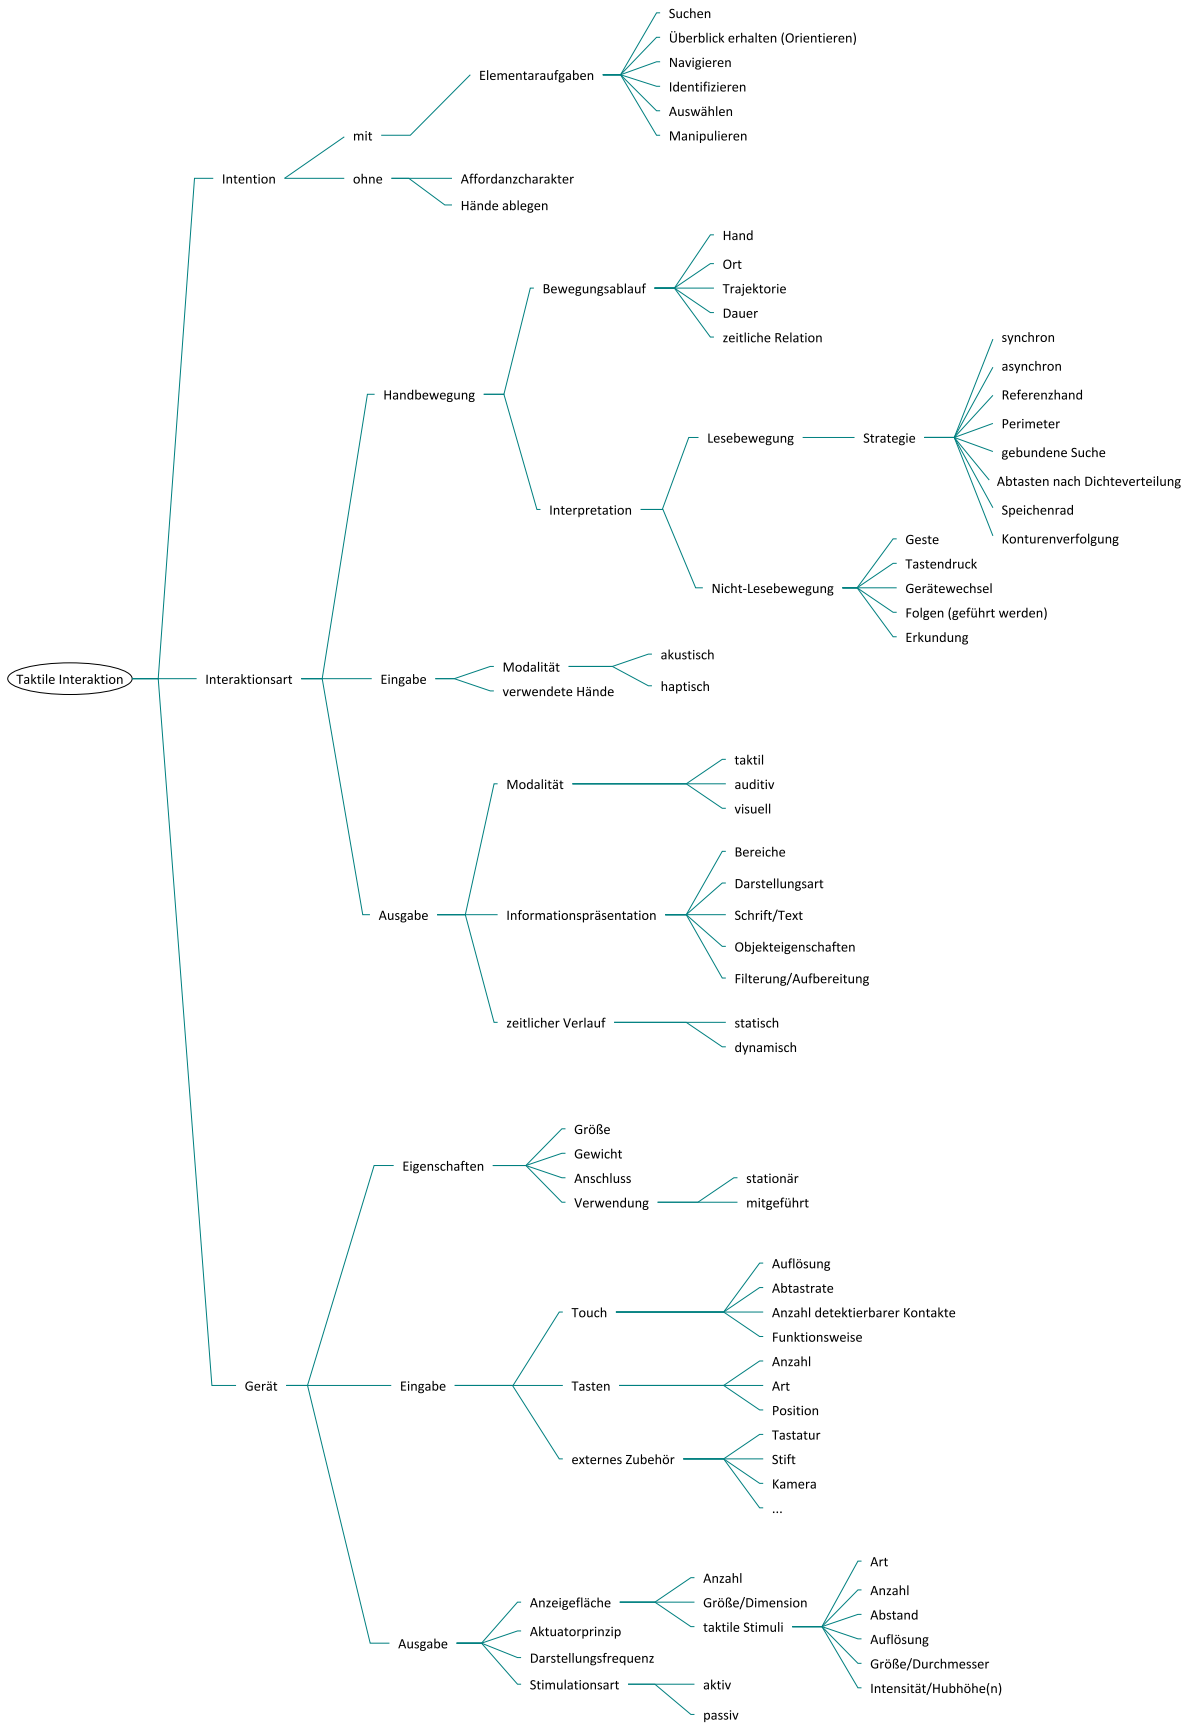 Taktile Interaktion
Intention
mit
Elementaraufgaben
Suchen
Überblick erhalten (Orientieren)
Navigieren
Identifizieren
Auswählen
Manipulieren
ohne
Affordanzcharakter
Hände ablegen
Interaktionsart
Handbewegung
Bewegungsablauf
Hand
Ort
Trajektorie
Dauer
zeitliche Relation
Interpretation
Lesebewegung
Strategie
synchron
asynchron
Referenzhand
Perimeter
gebundene Suche
Abtasten nach Dichteverteilung
Speichenrad
Konturenverfolgung
Nicht-Lesebewegung
Geste
Tastendruck
Gerätewechsel
Folgen (geführt werden)
Erkundung
Eingabe
Modalität
akustisch
haptisch
verwendete Hände
Ausgabe
Modalität
taktil
auditiv
visuell
Informationspräsentation
Bereiche
Darstellungsart
Schrift/Text
Objekteigenschaften
Filterung/Aufbereitung
zeitlicher Verlauf
statisch
dynamisch
Gerät
Eigenschaften
Größe
Gewicht
Anschluss
Verwendung
stationär
mitgeführt
Eingabe
Touch
Auflösung
Abtastrate
Anzahl detektierbarer Kontakte
Funktionsweise
Tasten
Anzahl
Art
Position
externes Zubehör
Tastatur
Stift
Kamera
...
Ausgabe
Anzeigefläche
Anzahl
Größe/Dimension
taktile Stimuli
Art
Anzahl
Abstand
Auflösung
Größe/Durchmesser
Intensität/Hubhöhe(n)
Aktuatorprinzip
Darstellungsfrequenz
Stimulationsart
aktiv
passiv